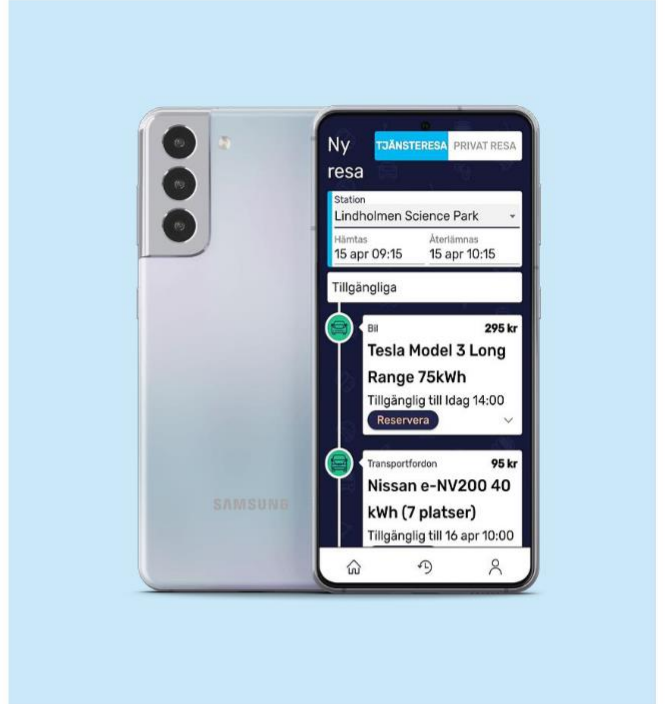 Ny
resa
TJÄNSTERESA PRIVAT RESA
Station
Lindholmen Science Park
Hämtas Återlämnas
15 apr 09:15 15 apr 10:15
Tillgängliga
Bil 295 kr
Tesla Model 3 Long
Range 75kWh
Tillgänglig till Idag 14:00
Reservera
Transportfordon 95 kr
Nissan e-NV200 40
kWh (7 platser)
Tillgänglig till 16 apr 10:00
SAMSUNG